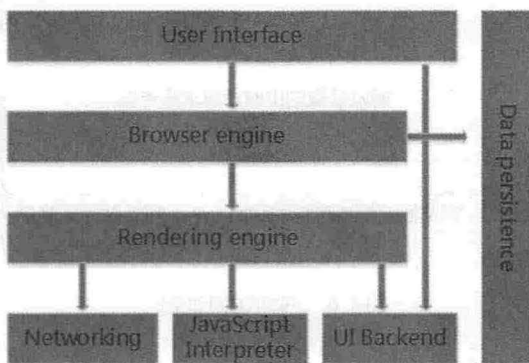 User Interface
Browser engine
Rendering engine
Networking
JavaScript
Interpreter
UI Backend
Data persistence